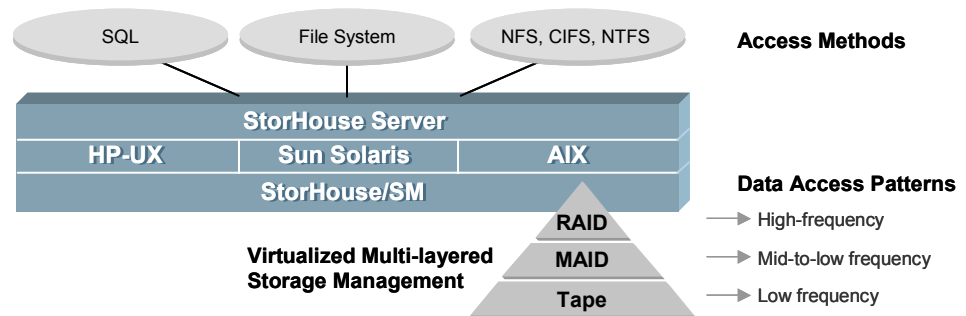 SQL
File System
NFS, CIFS, NTFS
Access Methods
StorHouse Server
HP-UX
Sun Solaris
AIX
StorHouse/SM
Data Access Patterns
RAID
High-frequency
Virtualized Multi-layered
Storage Management
MAID
Mid-to-low frequency
Tape
Low frequency